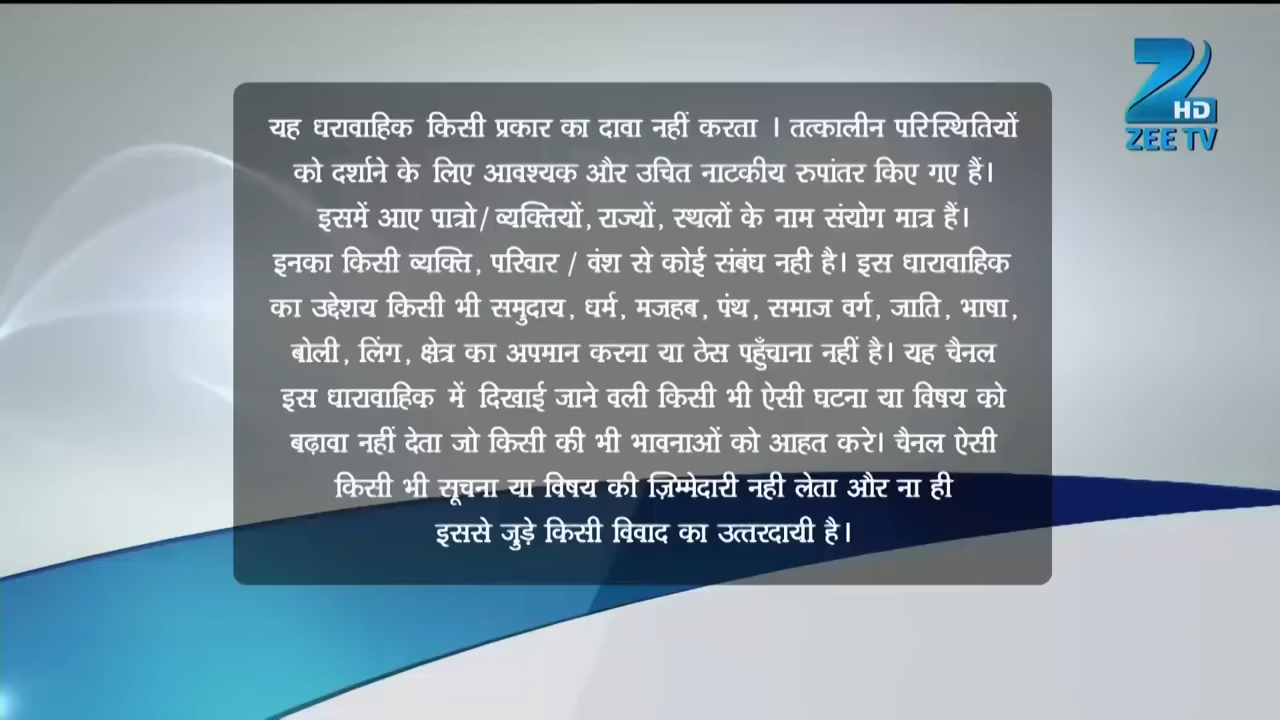 यह धरावाहिक किसी प्रकार का दावा नहीं करता । तत्कालीन परिस्थितियों
को दर्शाने के लिए आवश्यक और उचित नाटकीय रुपांतर किए गए हैं।
इसमें आए पात्रो/ व्यक्तियों, राज्यों, स्थलों के नाम संयोग मात्र हैं।
इनका किसी व्यक्ति, परिवार / वंश से कोई संबंघ नही है। इस धारावाहिक
का उद्देशय किसी भी समुदाय, धर्म, मजहब, पंथ, समाज वर्ग, जाति, भाषा,
बोली, लिंग, क्षेत्र का अपमान करना या ठेस पहुँचाना नहीं है। यह चैनल
इस धारावाहिक में दिखाई जाने वली किसी भी ऐसी घटना या विषय को
बढ़ावा नहीं देता जो किसी की भी भावनाओं को आहत करे। चैनल ऐसी
किसी भी सूचना या विषय की ज़िम्मेदारी नही लेता और ना ही
इससे जुड़े किसी विवाद का उत्तरदायी है।
HD
ZEE TV